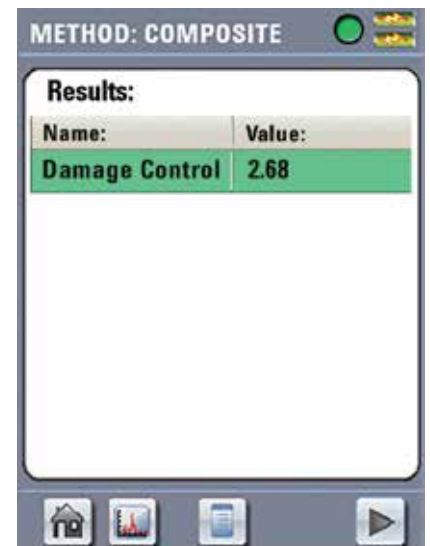 METHOD: COMPOSITE
Results:
Name: Value:
Damage Control 2.68